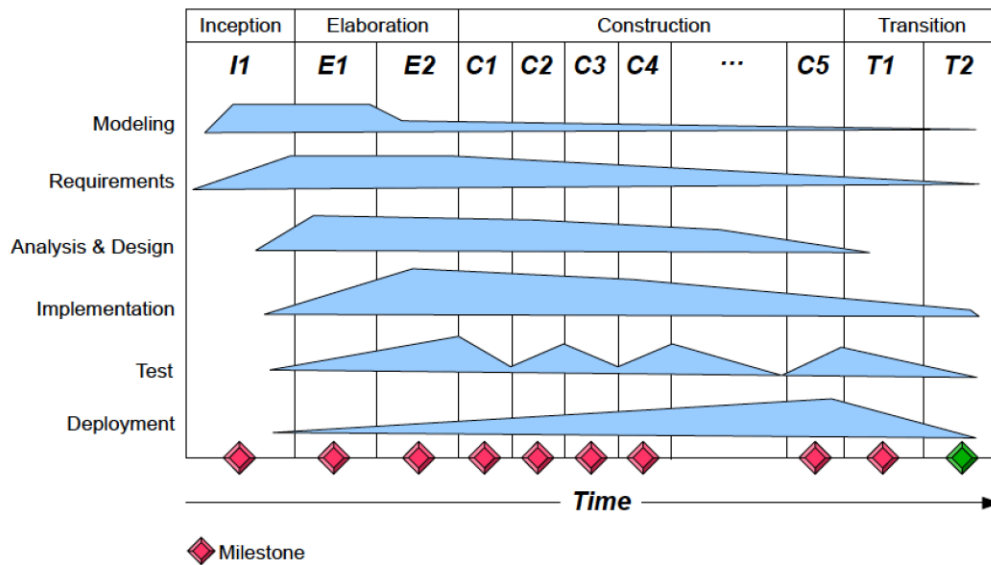 Inception Elaboration Construction Transition
I1 E1 E2 C1 C2 C3 C4 ... C5 T1 T2
Modeling
Requirements
Analysis & Design
Implementation
Test
Deployment
Time
Milestone